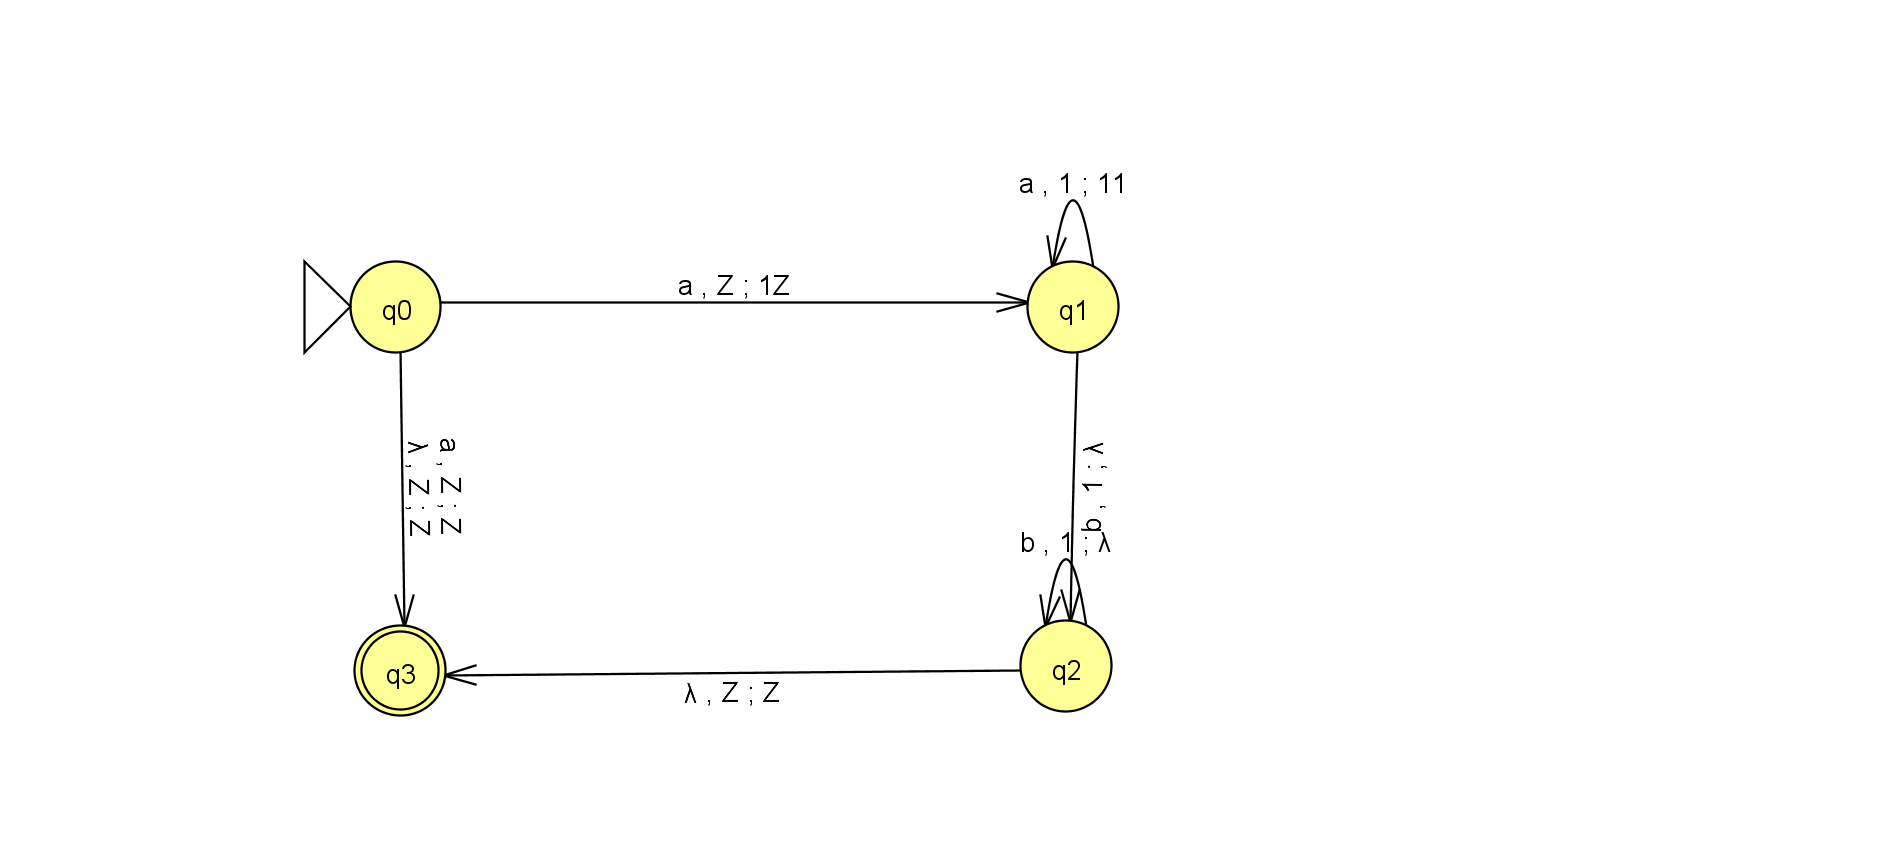 a , 1 ; 11
a , Z ; 1Z
q0
q1
a , Z ; Z
λ , Z ; Z
b , 1 ; λ
b , 1 ; λ
q3
q2
λ , Z ; Z